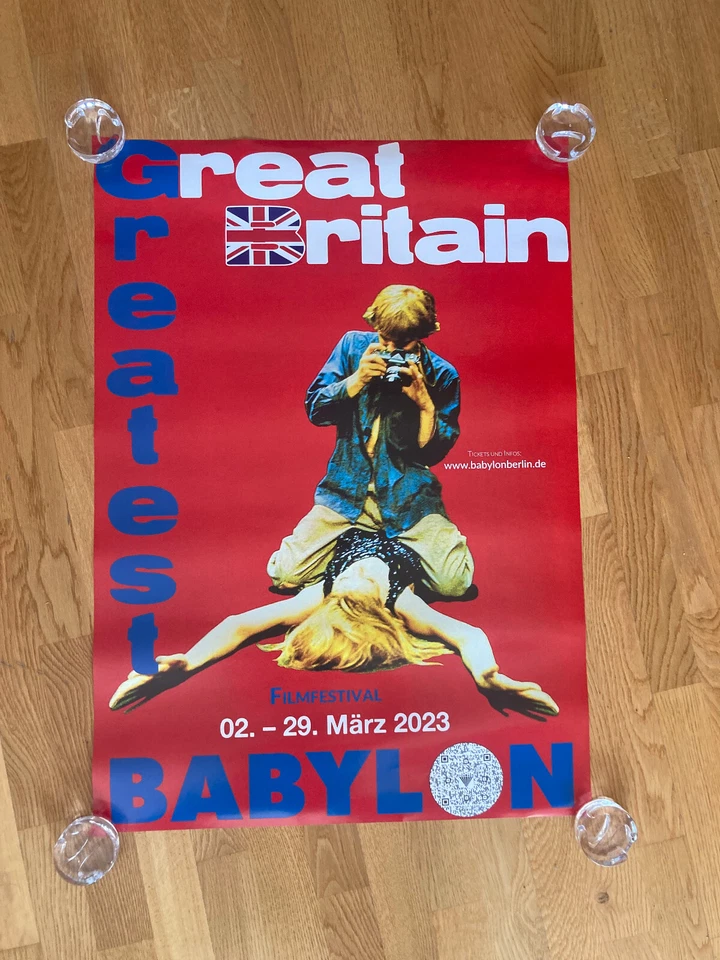 Great
Britain
Greatest
Tickets und Infos:
www.babylonberlin.de
Filmfestival
02. – 29. März 2023
BABYLON